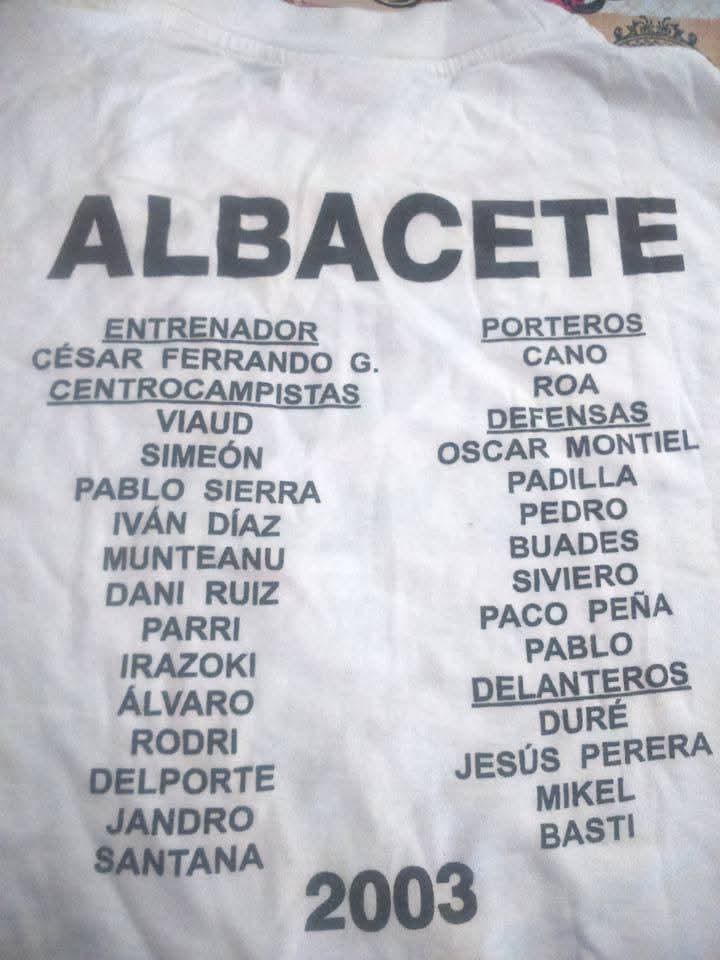 ALBACETE
ENTRENADOR
CÉSAR FERRANDO G.
CENTROCAMPISTAS
VIAUD
SIMEÓN
PABLO SIERRA
IVÁN DÍAZ
MUNTEANU
DANI RUIZ
PARRI
IRAZOKI
ÁLVARO
RODRI
DELPORTE
JANDRO
SANTANA
PORTEROS
CANO
ROA
DEFENSAS
OSCAR MONTIEL
PADILLA
PEDRO
BUADES
SIVIERO
PACO PEÑA
PABLO
DELANTEROS
DURÉ
JESÚS PERERA
MIKEL
BASTI
2003